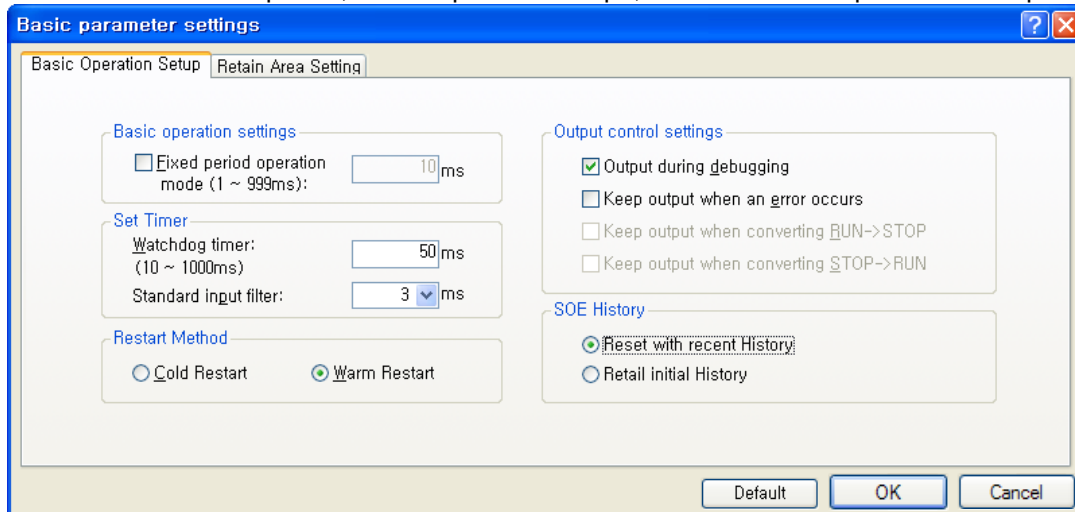 Basic parameter settings
Basic Operation Setup
Retain Area Setting
Basic operation settings
Fixed period operation
mode (1 ~ 999ms):
10 ms
Set Timer
Watchdog timer:
(10 ~ 1000ms)
50 ms
Standard input filter:
3 ms
Restart Method
Cold Restart
Warm Restart
Output control settings
Output during debugging
Keep output when an error occurs
Keep output when converting RUN->STOP
Keep output when converting STOP->RUN
SOE History
Reset with recent History
Retail initial History
Default
OK
Cancel